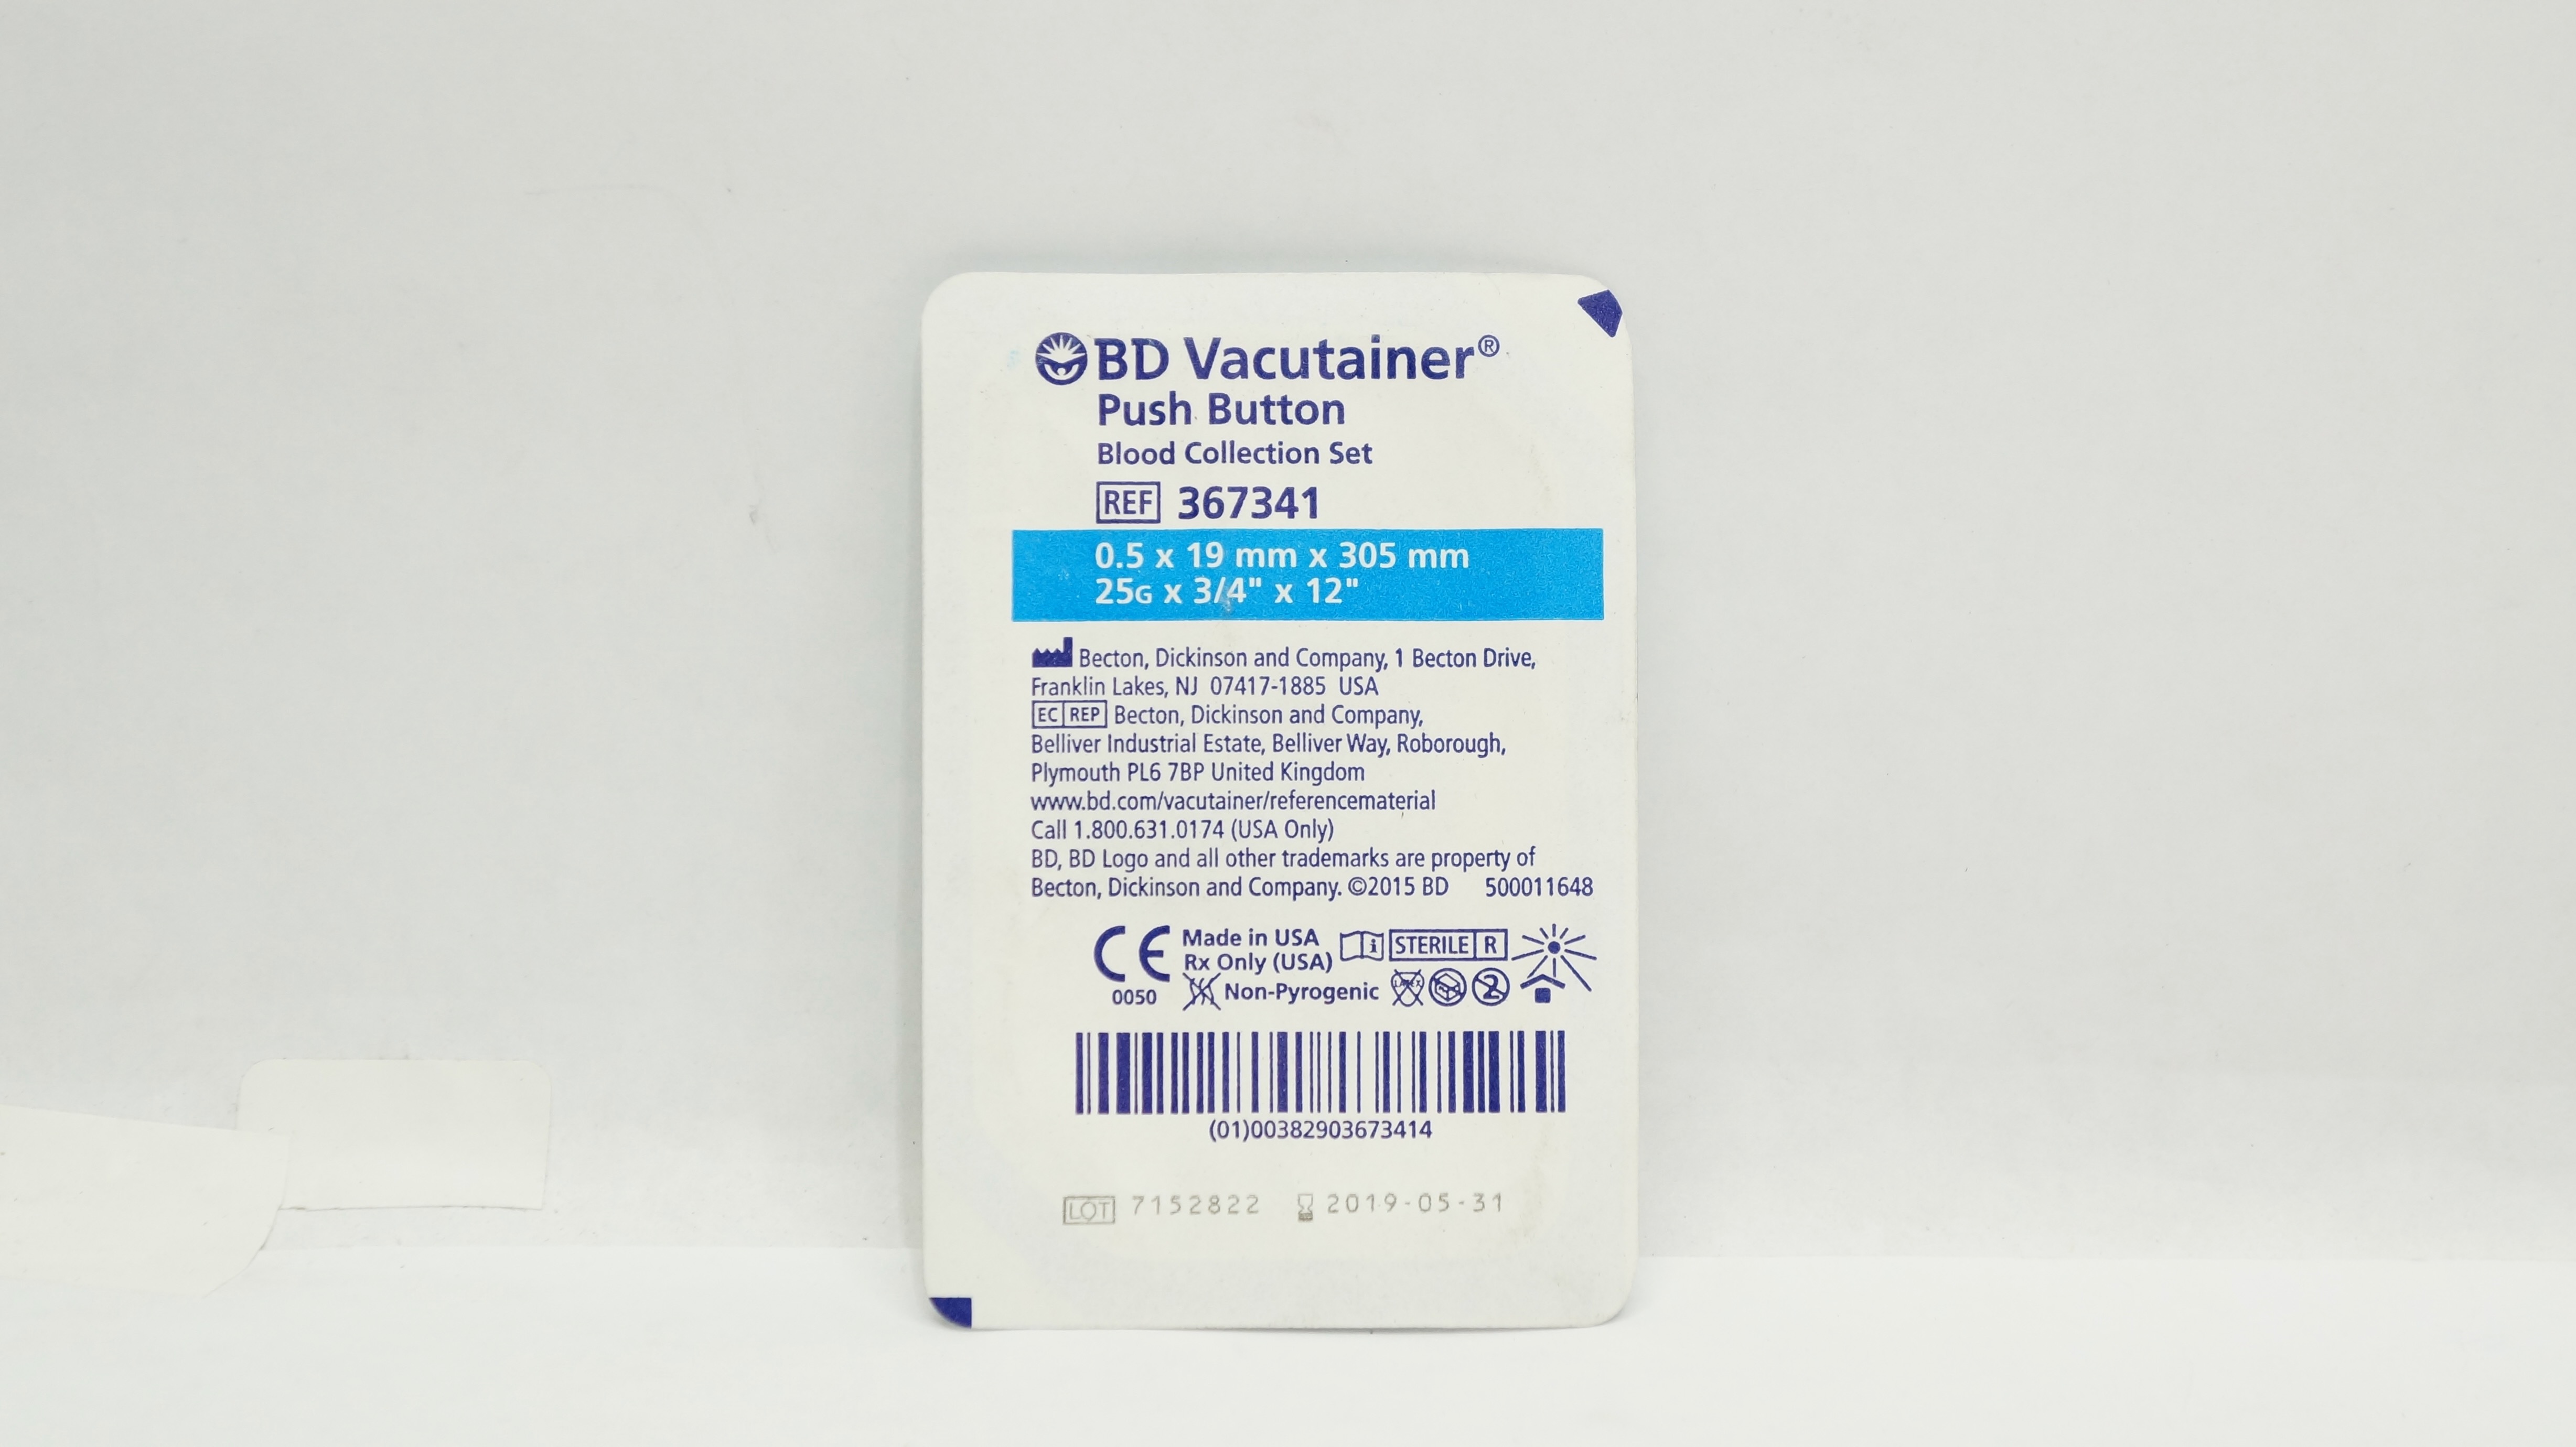 BD Vacutainer®
Push Button
Blood Collection Set
REF 367341
0.5 x 19 mm x 305 mm
25G x 3/4" x 12"
Becton, Dickinson and Company, 1 Becton Drive,
Franklin Lakes, NJ 07417-1885 USA
EC REP Becton, Dickinson and Company,
Belliver Industrial Estate, Belliver Way, Roborough,
Plymouth PL6 7BP United Kingdom
www.bd.com/vacutainer/referencematerial
Call 1.800.631.0174 (USA Only)
BD, BD Logo and all other trademarks are property of
Becton, Dickinson and Company. ©2015 BD 500011648
CE Made in USA i STERILE R
Rx Only (USA)
0050 Non-Pyrogenic LATEX 2
(01)00382903673414
LOT 7152822 2019-05-31